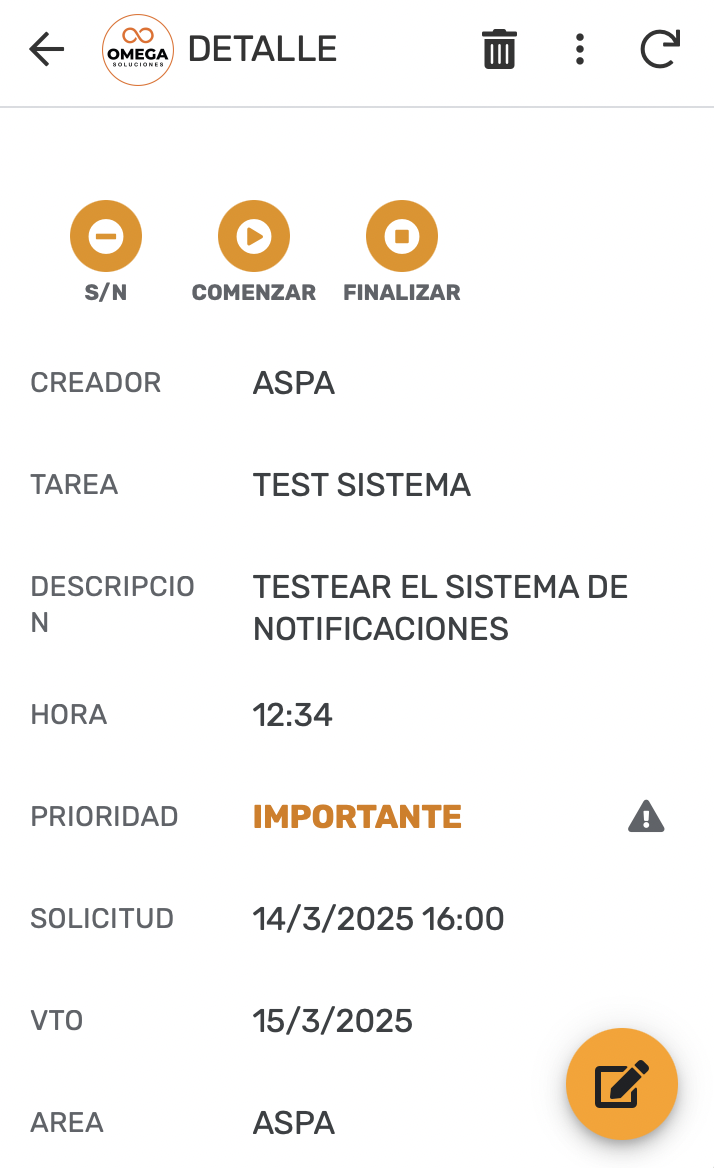 OMEGA
SOLUCIONES
DETALLE
S/N
COMENZAR
FINALIZAR
CREADOR
ASPA
TAREA
TEST SISTEMA
DESCRIPCIO
N
TESTEAR EL SISTEMA DE
NOTIFICACIONES
HORA
12:34
PRIORIDAD
IMPORTANTE
SOLICITUD
14/3/2025 16:00
VTO
15/3/2025
AREA
ASPA